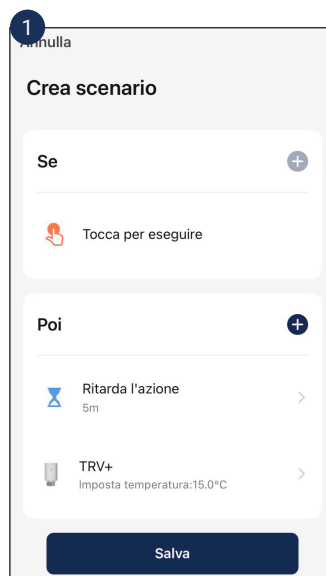 1
Annulla
Crea scenario
Se
Tocca per eseguire
Poi
Ritarda l'azione
5m
TRV+
Imposta temperatura:15.0°C
Salva